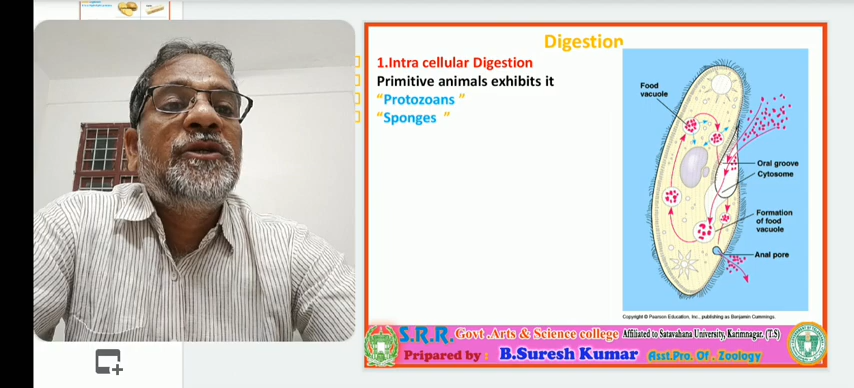 Digestion
1.Intra cellular Digestion
Primitive animals exhibits it
“Protozoans ”
“Sponges ”
Food
vacuole
Oral groove
Cytosome
Formation
of food
vacuole
Anal pore
Copyright © Pearson Education, Inc., publishing as Benjamin Cummings.
S.R.R. Govt .Arts & Science college Affiliated to Satavahana University, Karimnagar. (T.S)
Pripared by : B.Suresh Kumar Asst.Pro. Of . Zoology